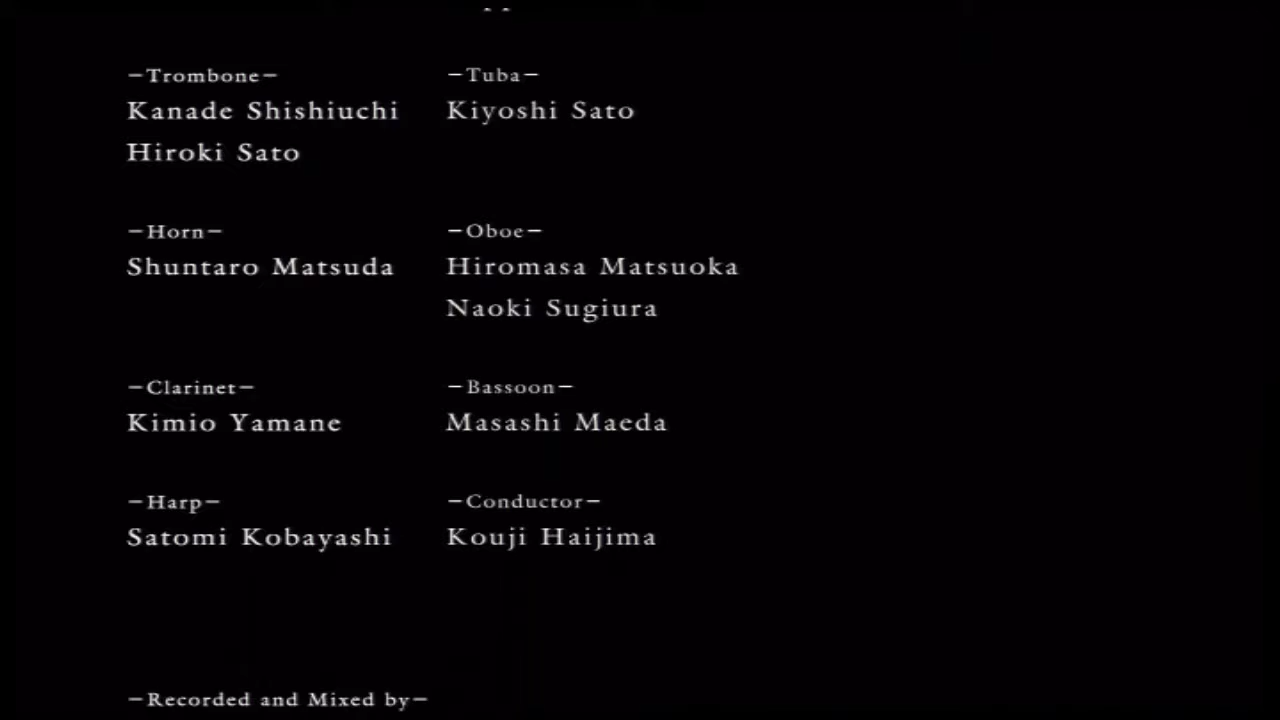 −Trombone−
Kanade Shishiuchi
Hiroki Sato
−Tuba−
Kiyoshi Sato
−Horn−
Shuntaro Matsuda
−Oboe−
Hiromasa Matsuoka
Naoki Sugiura
−Clarinet−
Kimio Yamane
−Bassoon−
Masashi Maeda
−Harp−
Satomi Kobayashi
−Conductor−
Kouji Haijima
−Recorded and Mixed by−